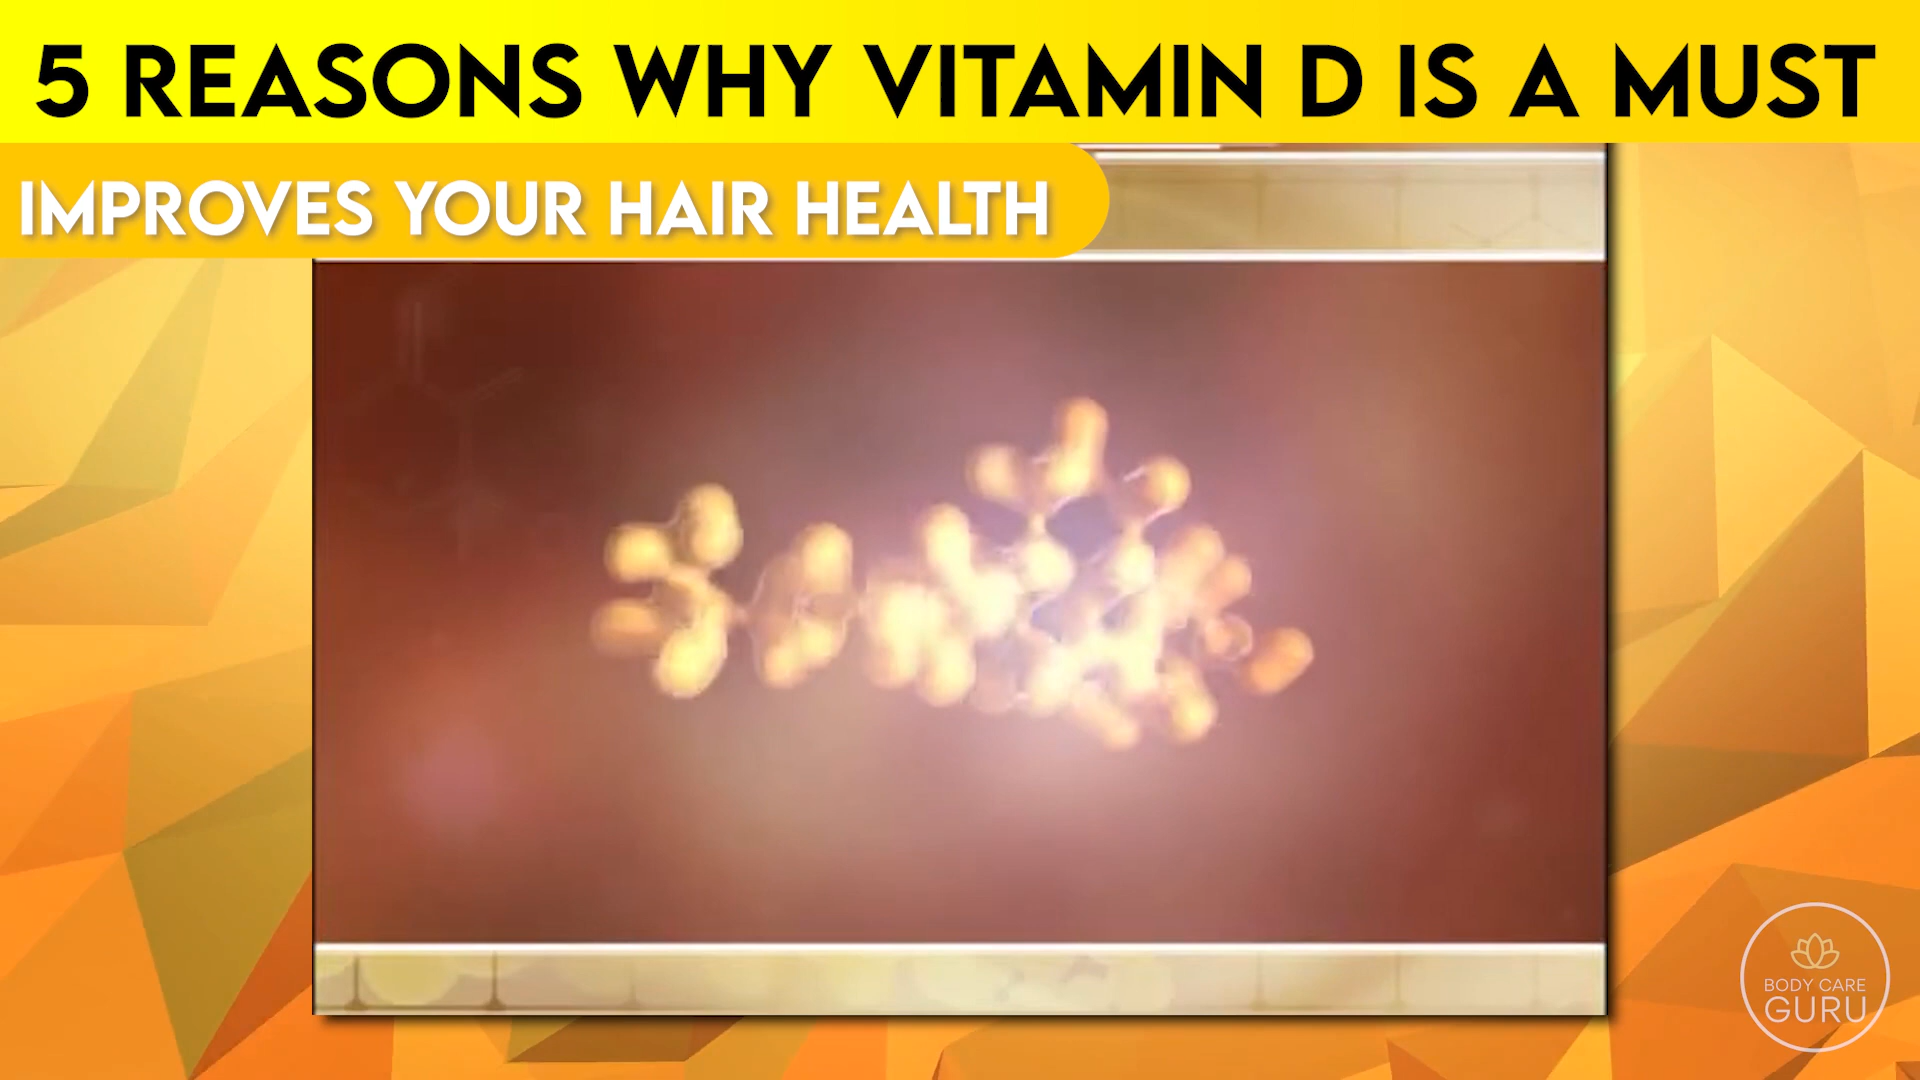 5 REASONS WHY VITAMIN D IS A MUST
IMPROVES YOUR HAIR HEALTH
BODY CARE
GURU